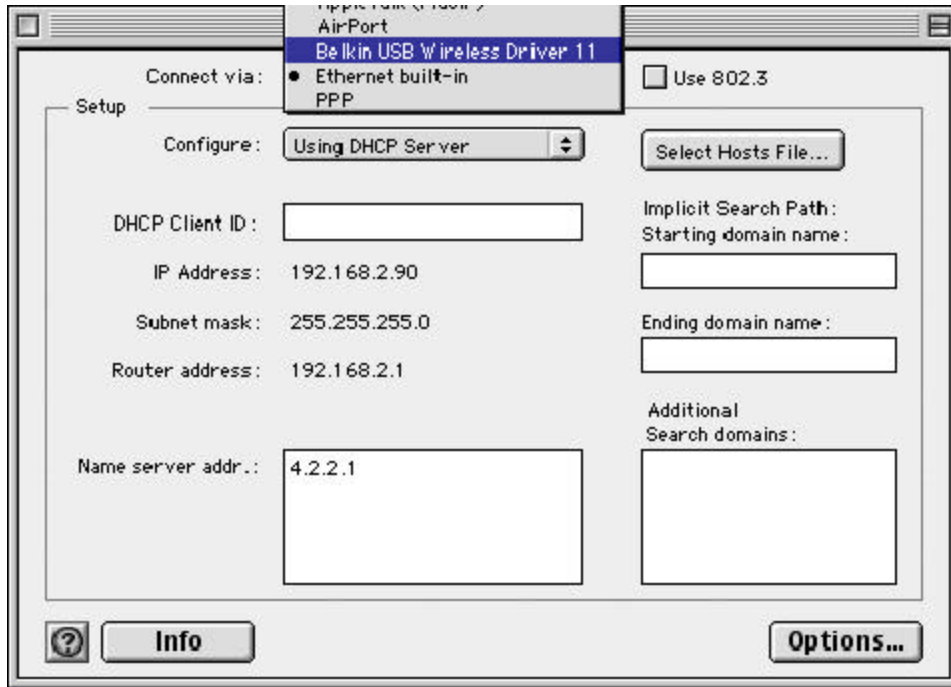 AirPort
Belkin USB Wireless Driver 11
Connect via:
• Ethernet built-in
Use 802.3
PPP
Setup
Configure:
Using DHCP Server
Select Hosts File...
DHCP Client ID:
Implicit Search Path:
Starting domain name:
IP Address:
192.168.2.90
Subnet mask:
255.255.255.0
Ending domain name:
Router address:
192.168.2.1
Additional
Search domains:
Name server addr.:
4.2.2.1
?
Info
Options...